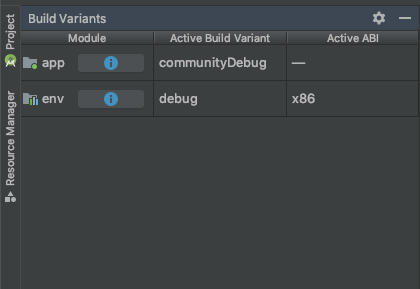 Build Variants
Module Active Build Variant Active ABI
app communityDebug —
env debug x86
Project
Resource Manager